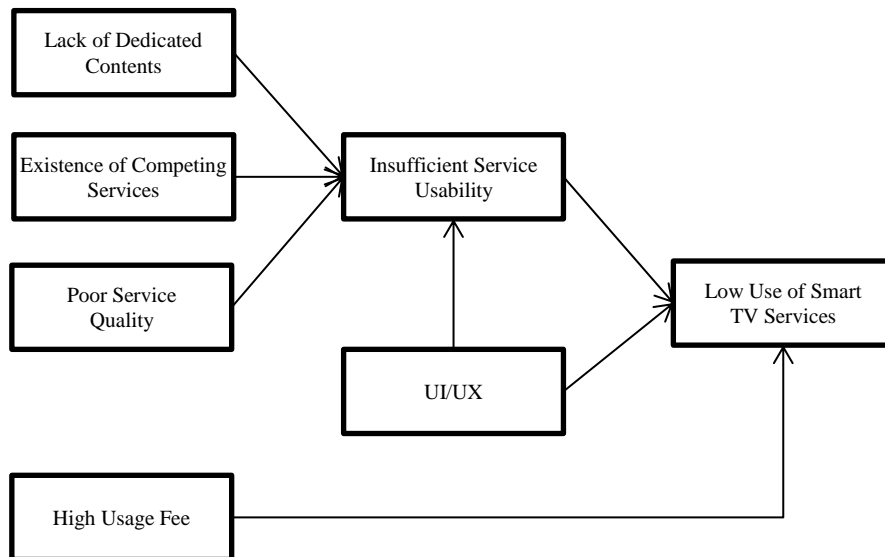 Lack of Dedicated
Contents
Existence of Competing
Services
Insufficient Service
Usability
Poor Service
Quality
Low Use of Smart
TV Services
UI/UX
High Usage Fee